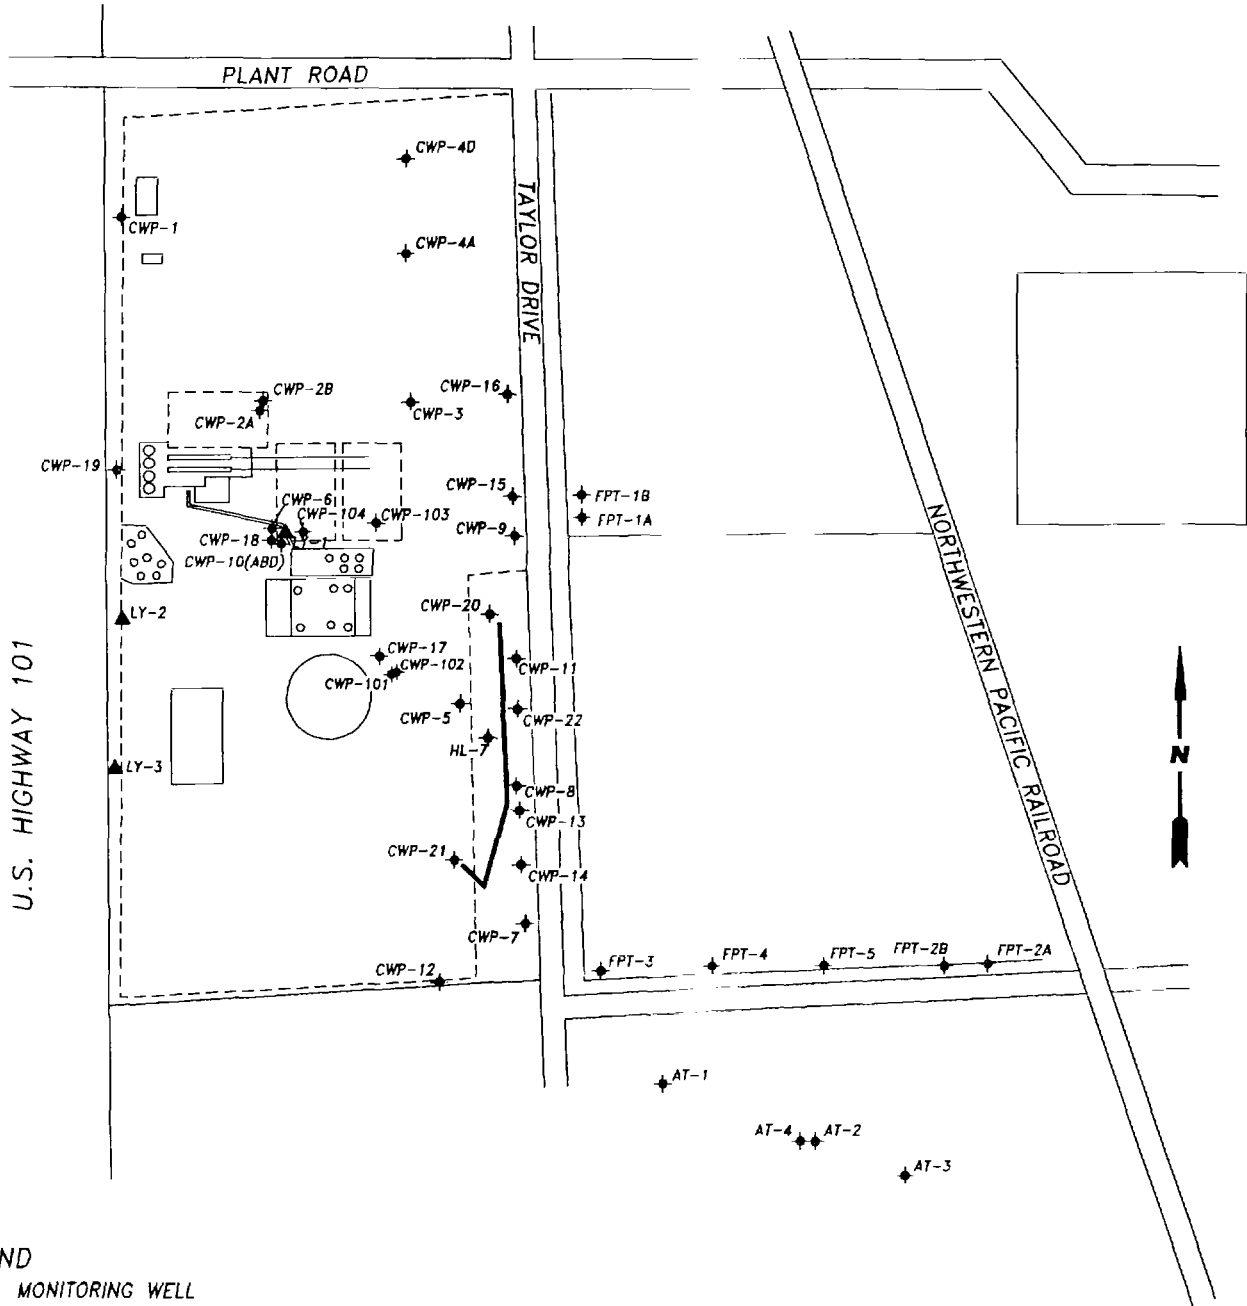 PLANT ROAD
CWP-4D
TAYLOR DRIVE
CWP-1
CWP-4A
CWP-2B
CWP-16
CWP-3
CWP-2A
CWP-19
CWP-15
FPT-1B
CWP-6
CWP-104
CWP-103
FPT-1A
CWP-9
CWP-18
LY-1
CWP-10(ABD)
NORTHWESTERN PACIFIC RAILROAD
LY-2
CWP-20
U.S. HIGHWAY 101
CWP-17
CWP-102
CWP-11
CWP-101
CWP-5
CWP-22
HL-7
N
LY-3
CWP-8
CWP-13
CWP-21
CWP-14
CWP-7
FPT-3
FPT-4
FPT-5
FPT-2B
FPT-2A
CWP-12
AT-1
AT-4
AT-2
AT-3
ND
MONITORING WELL